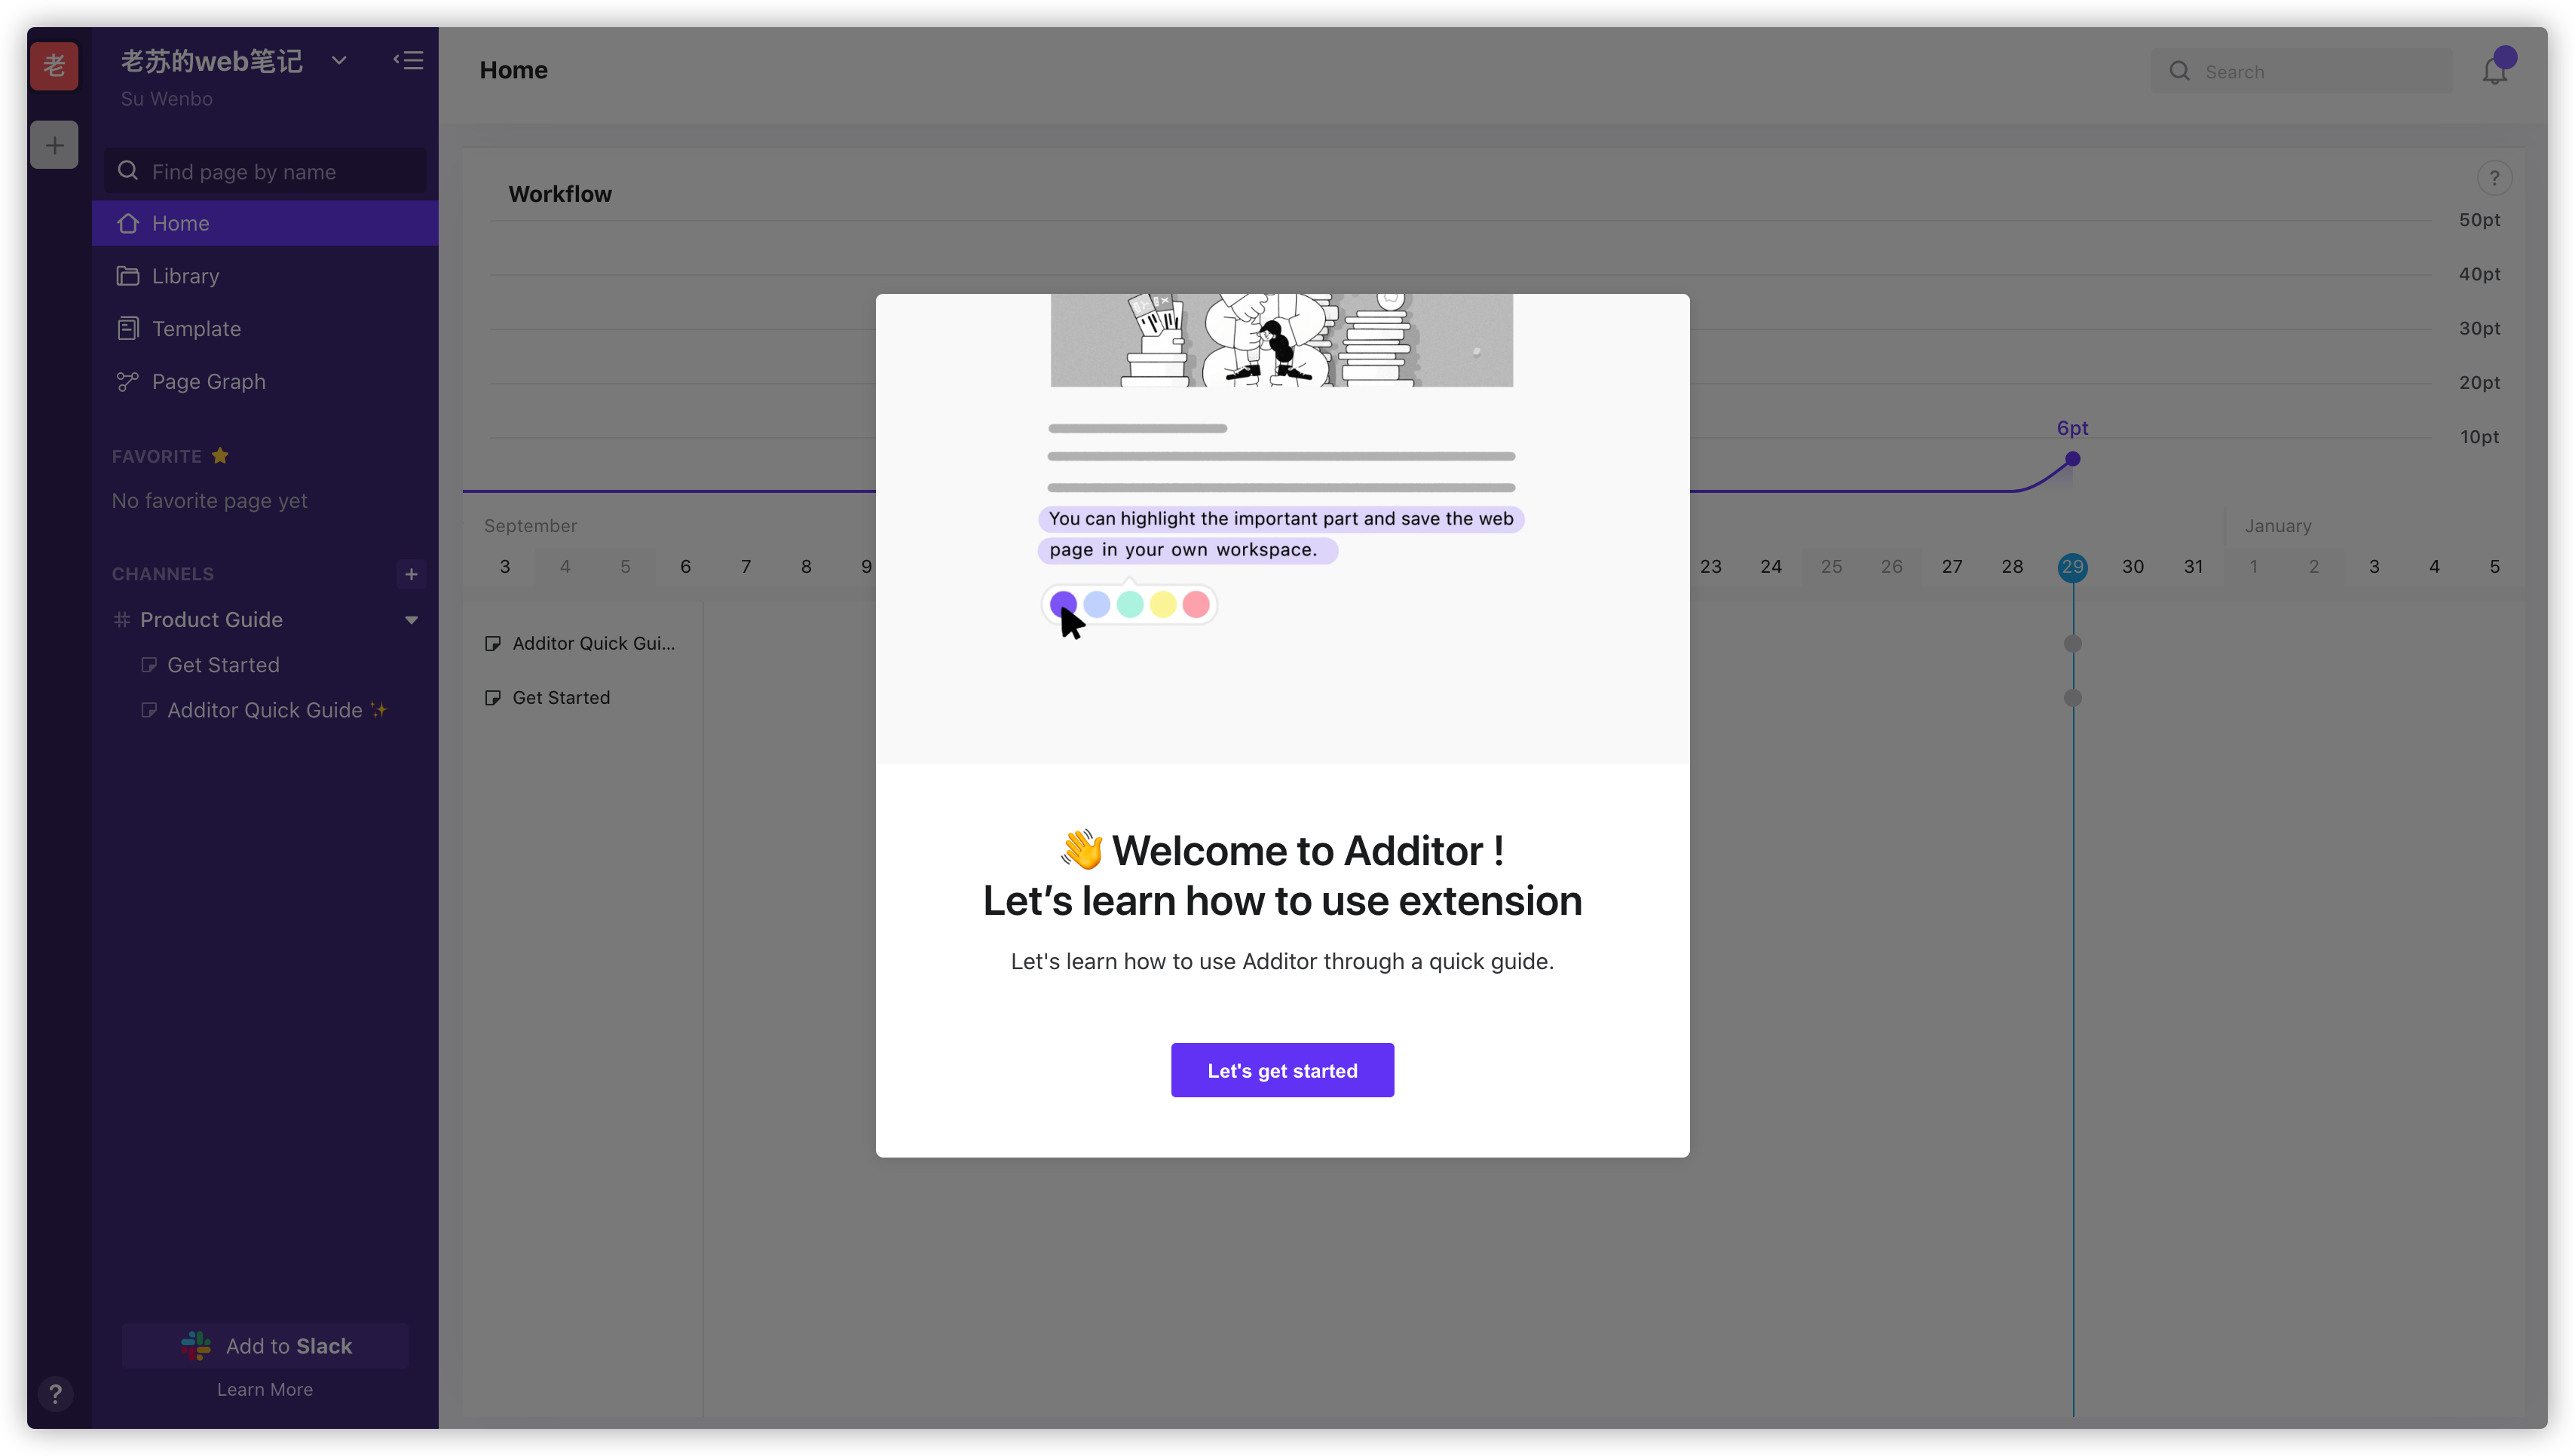 老
老苏的web笔记
Su Wenbo
Find page by name
Home
Library
Template
Page Graph
FAVORITE ⭐
No favorite page yet
CHANNELS
# Product Guide
Get Started
Additor Quick Guide ✨
Add to Slack
Learn More
?
Home
Search
Workflow
?
50pt
40pt
30pt
20pt
10pt
6pt
September
January
3 4 5 6 7 8 9 23 24 25 26 27 28 29 30 31 1 2 3 4 5
Additor Quick Gui...
Get Started
You can highlight the important part and save the web
page in your own workspace.
👋 Welcome to Additor !
Let’s learn how to use extension
Let's learn how to use Additor through a quick guide.
Let's get started